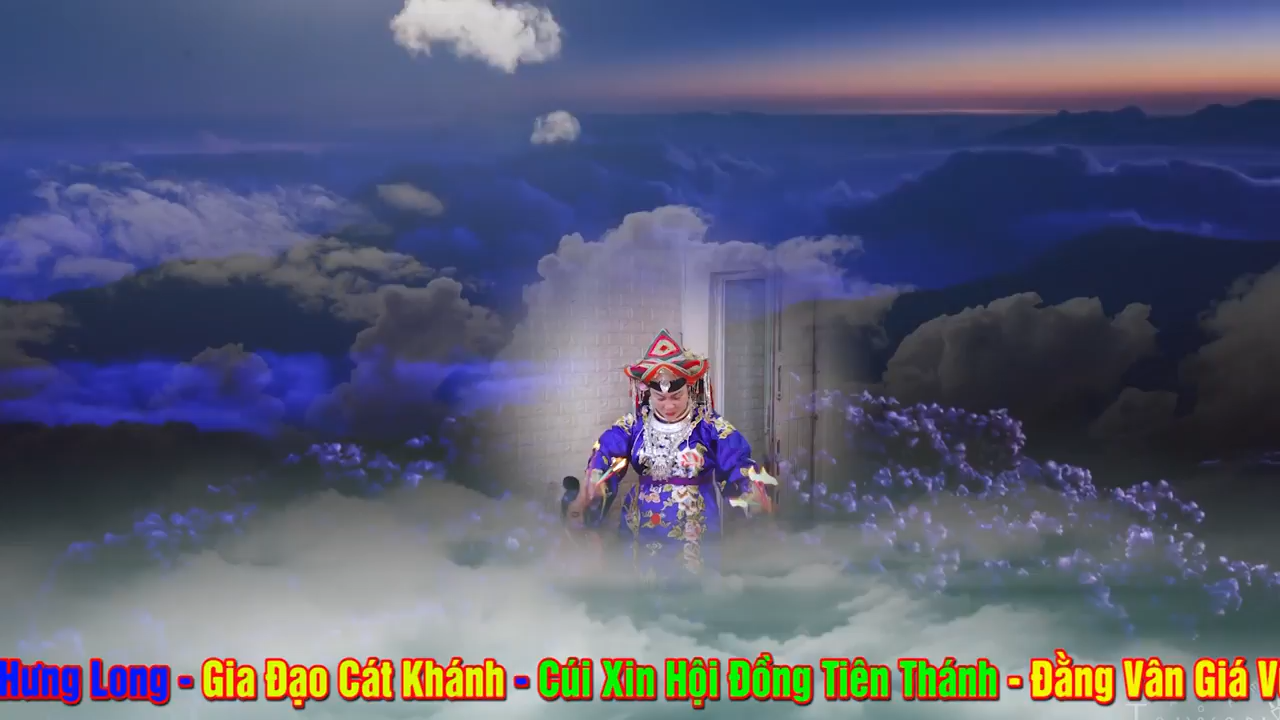 Hưng Long - Gia Đạo Cát Khánh - Cúi Xin Hội Đồng Tiên Thánh - Đằng Vân Giá V